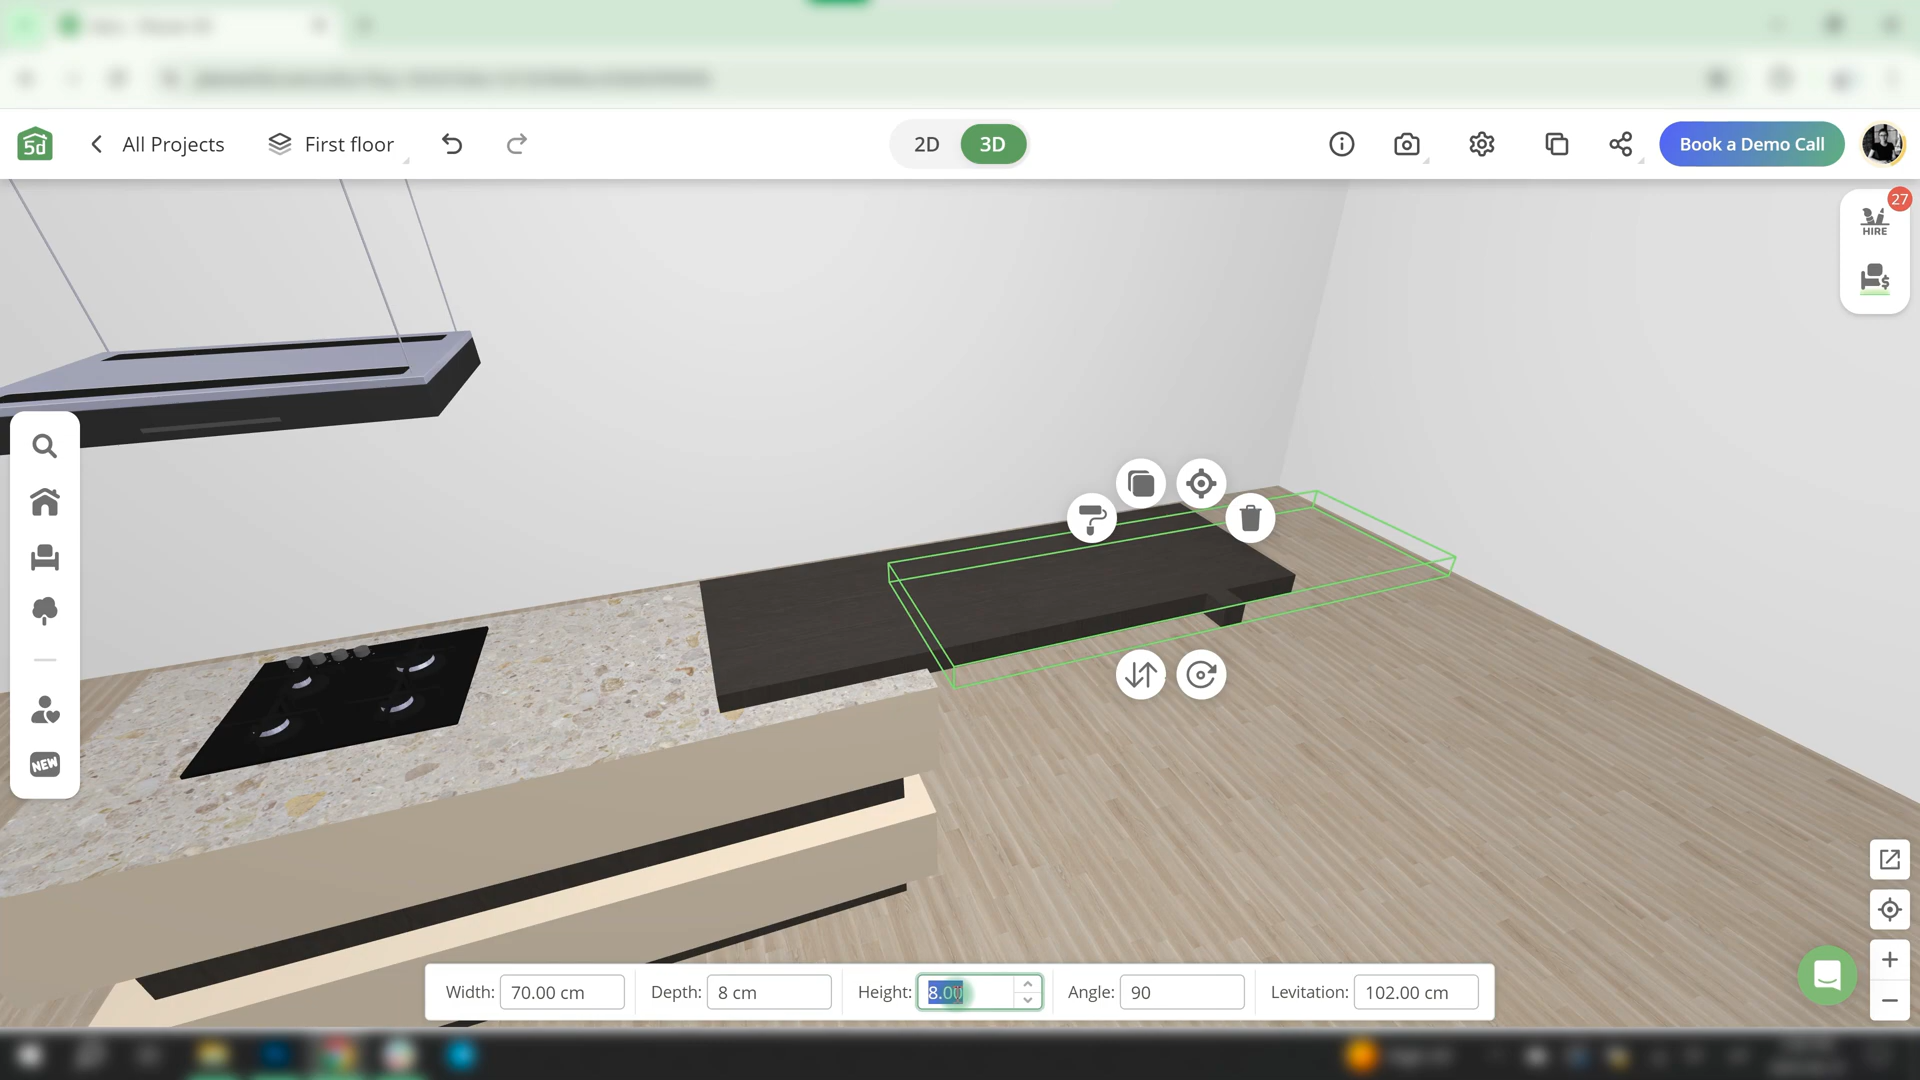 5d All Projects First floor 2D 3D Book a Demo Call
27
HIRE
$
NEW
Width: 70.00 cm Depth: 8 cm Height: 8.00 Angle: 90 Levitation: 102.00 cm